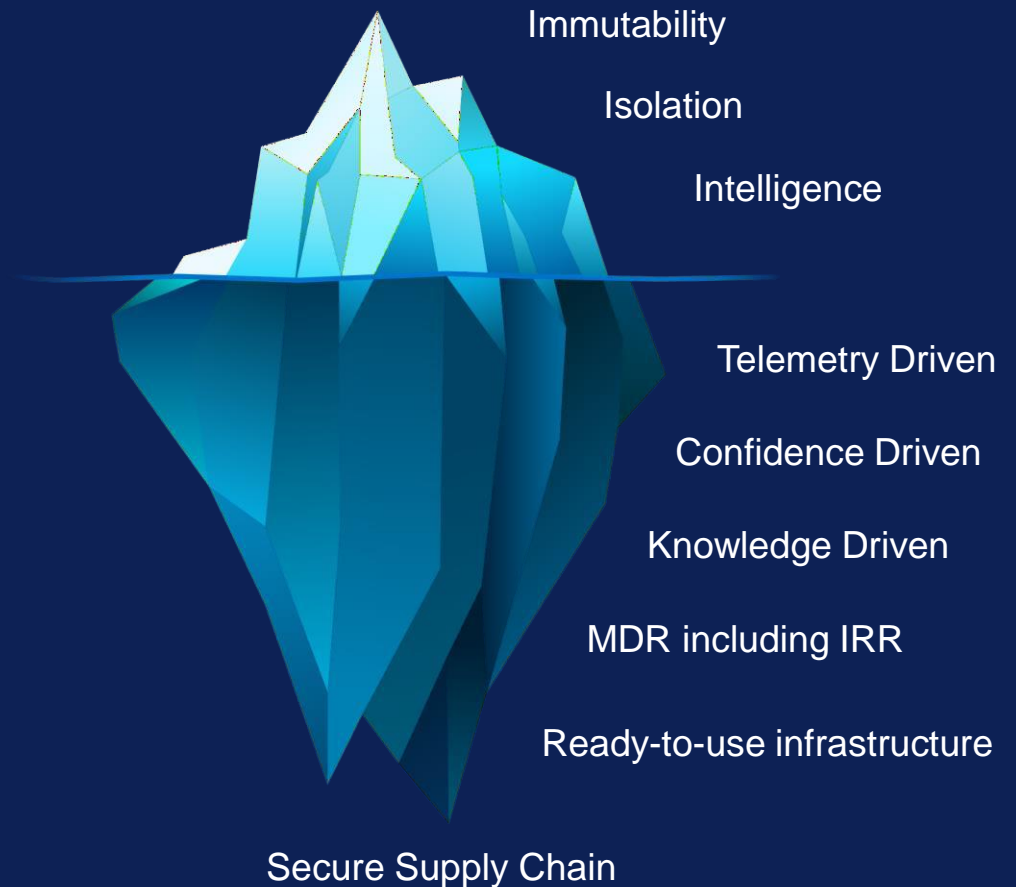 Immutability
Isolation
Intelligence
Telemetry Driven
Confidence Driven
Knowledge Driven
MDR including IRR
Ready-to-use infrastructure
Secure Supply Chain